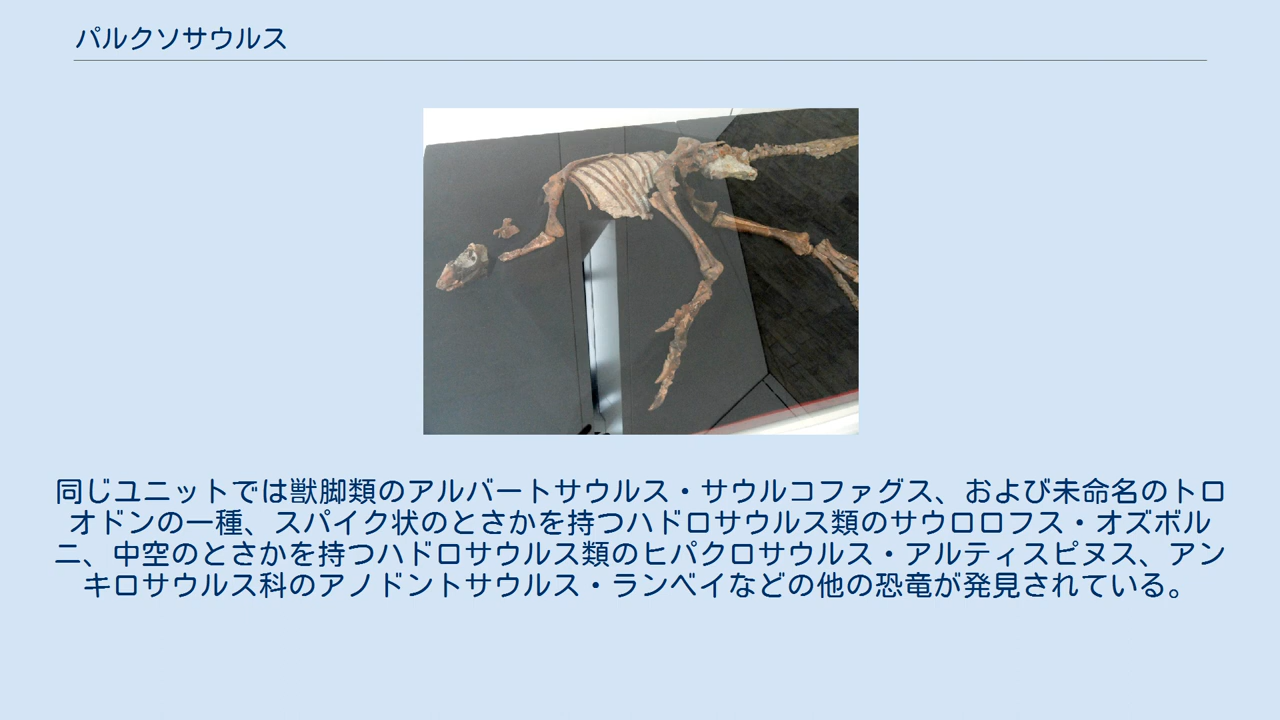 パルクソサウルス
同じユニットでは獣脚類のアルバートサウルス・サウルコファグス、および未命名のトロ
オドンの一種、スパイク状のとさかを持つハドロサウルス類のサウロロフス・オズボル
ニ、中空のとさかを持つハドロサウルス類のヒパクロサウルス・アルティスピヌス、アン
キロサウルス科のアノドントサウルス・ランベイなどの他の恐竜が発見されている。